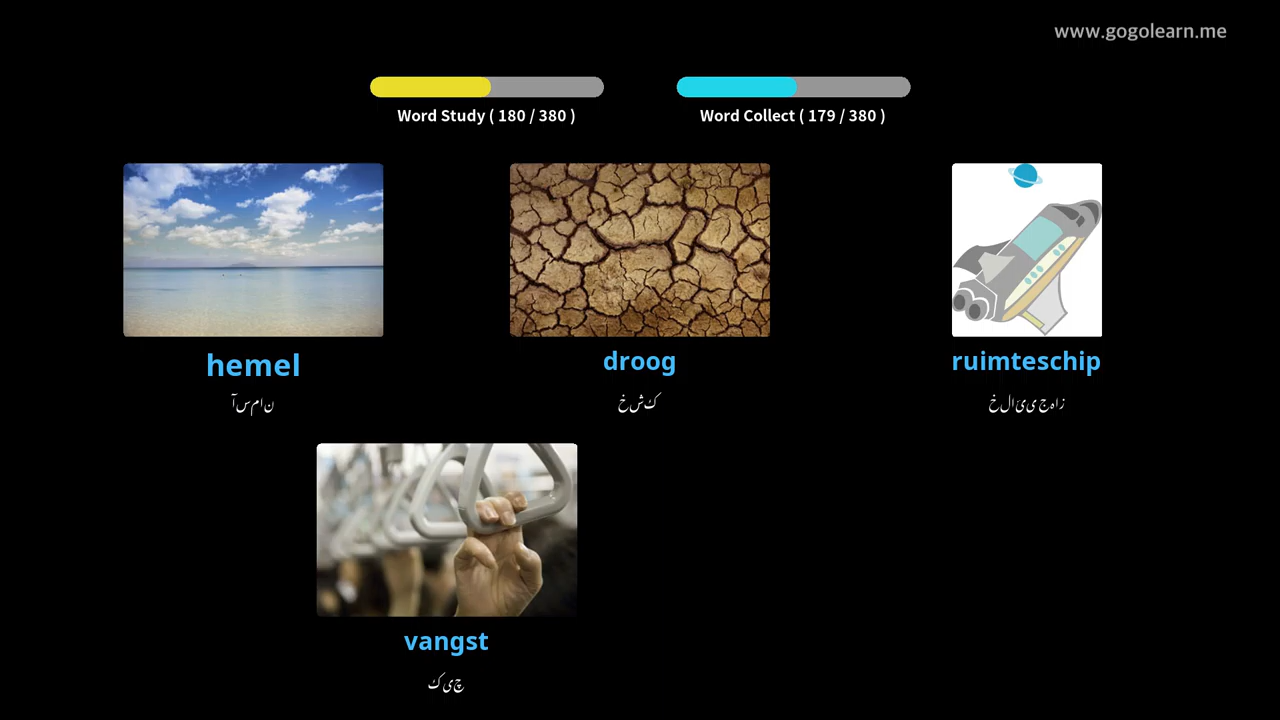 www.gogolearn.me
Word Study ( 180 / 380 )
Word Collect ( 179 / 380 )
hemel
آسمان
droog
خشک
ruimteschip
خلائی جہاز
vangst
کیچ